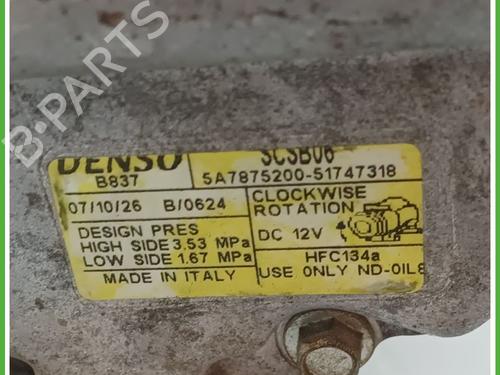 B-PARTS
DENSO SCSB06
B837 5A7875200-51747318
07/10/26 B/0624 CLOCKWISE
ROTATION
DESIGN PRES DC 12V
HIGH SIDE 3.53 MPa
LOW SIDE 1.67 MPa HFC134a
MADE IN ITALY USE ONLY ND-OIL8